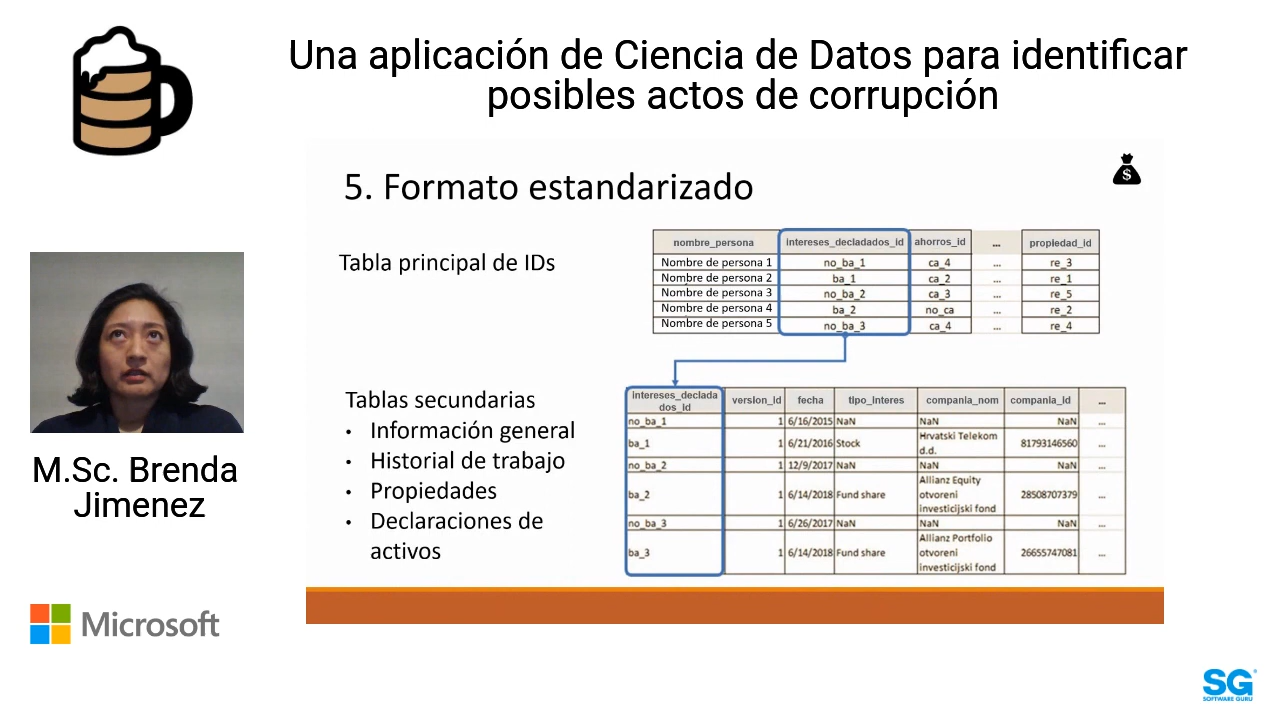 Una aplicación de Ciencia de Datos para identificar
posibles actos de corrupción
5. Formato estandarizado
$
Tabla principal de IDs
nombre_persona intereses_decladados_id ahorros_id ... propiedad_id
Nombre de persona 1 no_ba_1 ca_4 ... re_3
Nombre de persona 2 ba_1 ca_2 ... re_1
Nombre de persona 3 no_ba_2 ca_3 ... re_5
Nombre de persona 4 ba_2 no_ca ... re_2
Nombre de persona 5 no_ba_3 ca_4 ... re_4
Tablas secundarias
• Información general
• Historial de trabajo
• Propiedades
• Declaraciones de
activos
intereses_declada
dos_id version_id fecha tipo_interes compania_nom compania_id ...
no_ba_1 1 6/16/2015 NaN NaN NaN ...
ba_1 1 6/21/2016 Stock Hrvatski Telekom
d.d. 81793146560 ...
no_ba_2 1 12/9/2017 NaN NaN NaN ...
ba_2 1 6/14/2018 Fund share Allianz Equity
otvoreni
investicijski fond 28508707379 ...
no_ba_3 1 6/26/2017 NaN NaN NaN ...
ba_3 1 6/14/2018 Fund share Allianz Portfolio
otvoreni
investicijski fond 26655747081 ...
M.Sc. Brenda
Jimenez
Microsoft
SG
SOFTWARE GURU